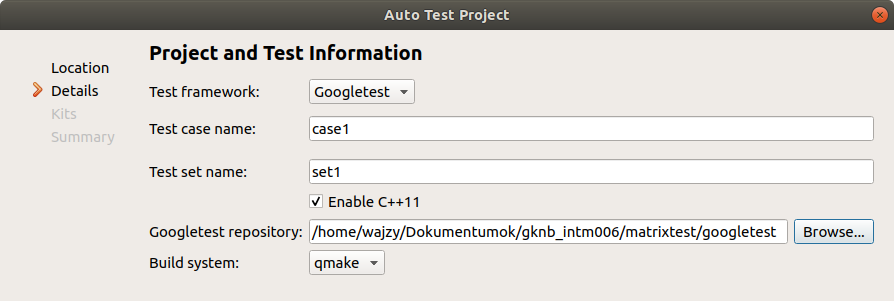 Auto Test Project
Location
Details
Kits
Summary
Project and Test Information
Test framework: Googletest
Test case name: case1
Test set name: set1
Enable C++11
Googletest repository: /home/wajzy/Dokumentumok/gknb_intm006/matrixtest/googletest Browse...
Build system: qmake